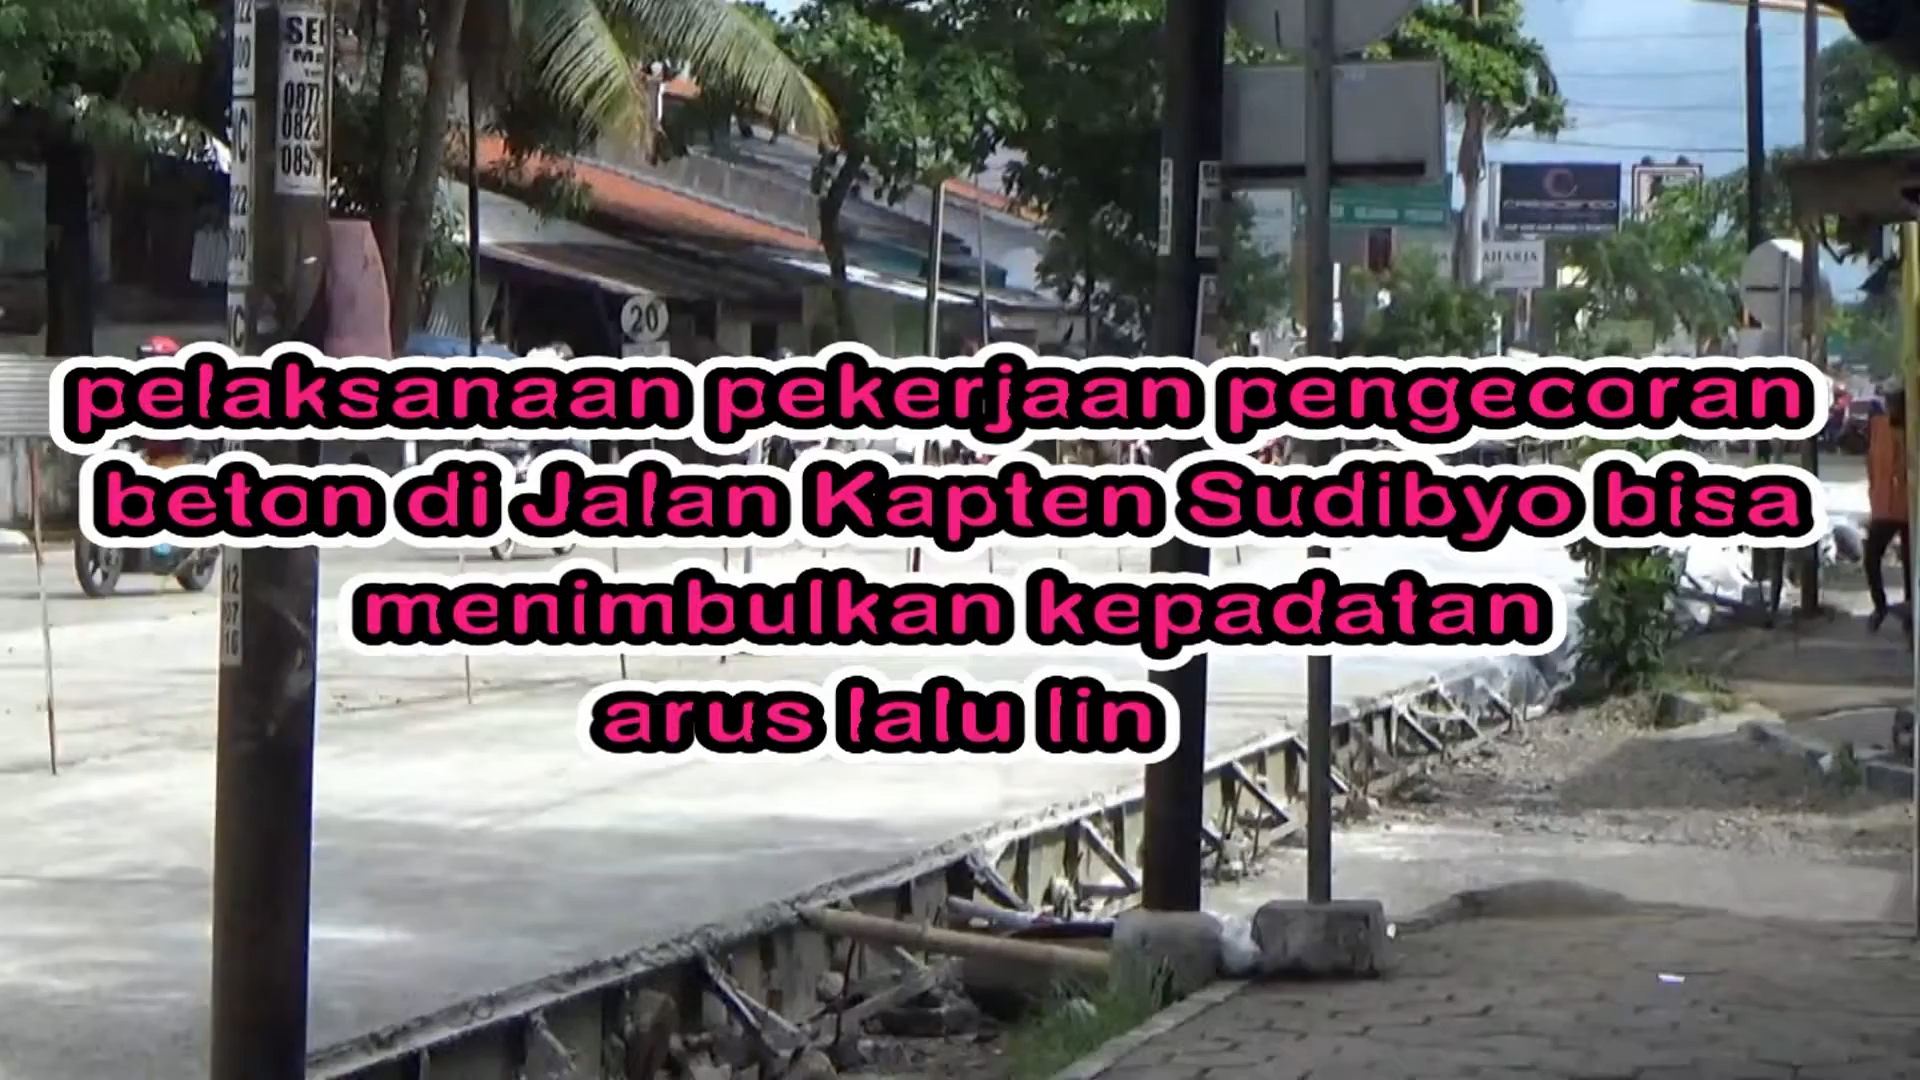 pelaksanaan pekerjaan pengecoran
beton di Jalan Kapten Sudibyo bisa
menimbulkan kepadatan
arus lalu lin
20